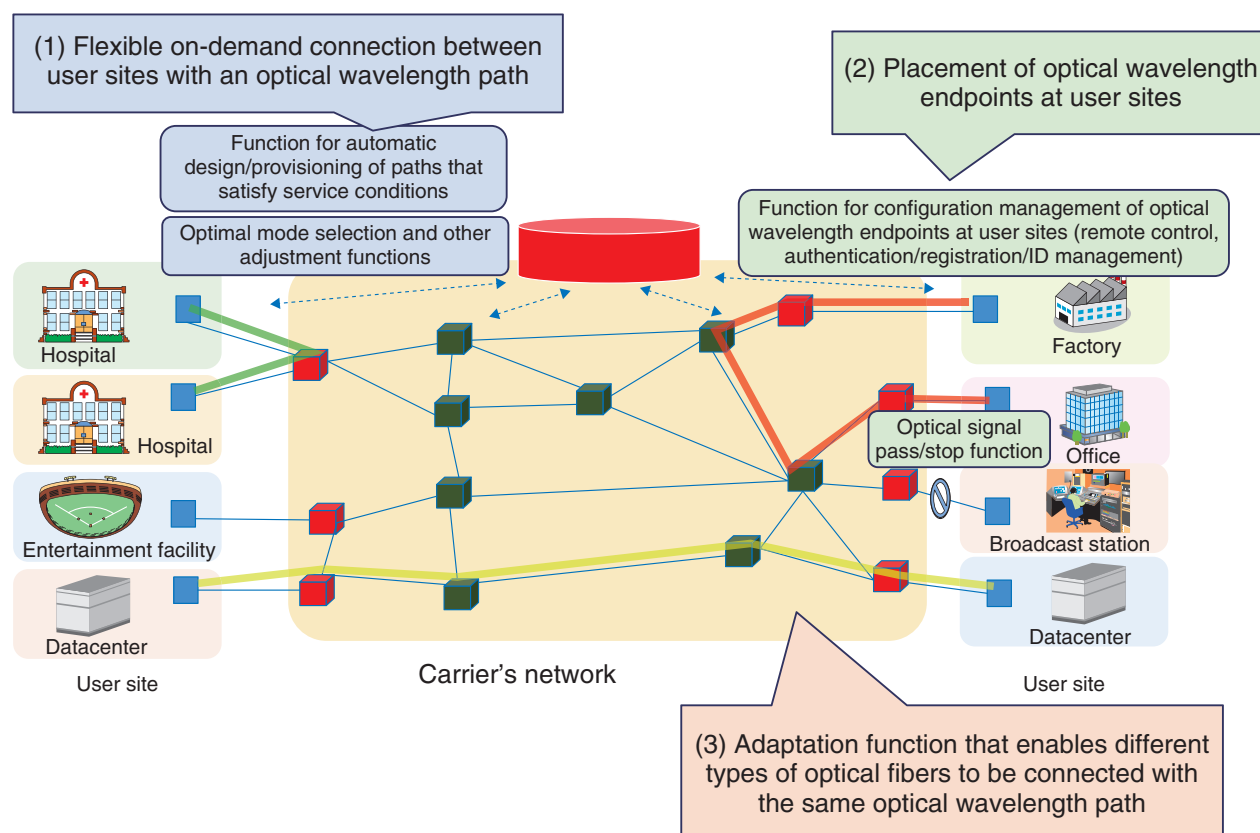 (1) Flexible on-demand connection between
user sites with an optical wavelength path
(2) Placement of optical wavelength
endpoints at user sites
Function for automatic
design/provisioning of paths that
satisfy service conditions
Optimal mode selection and other
adjustment functions
Function for configuration management of optical
wavelength endpoints at user sites (remote control,
authentication/registration/ID management)
Hospital
Factory
Hospital
Optical signal
pass/stop function
Office
Entertainment facility
Broadcast station
Datacenter
Datacenter
User site
Carrier's network
User site
(3) Adaptation function that enables different
types of optical fibers to be connected with
the same optical wavelength path